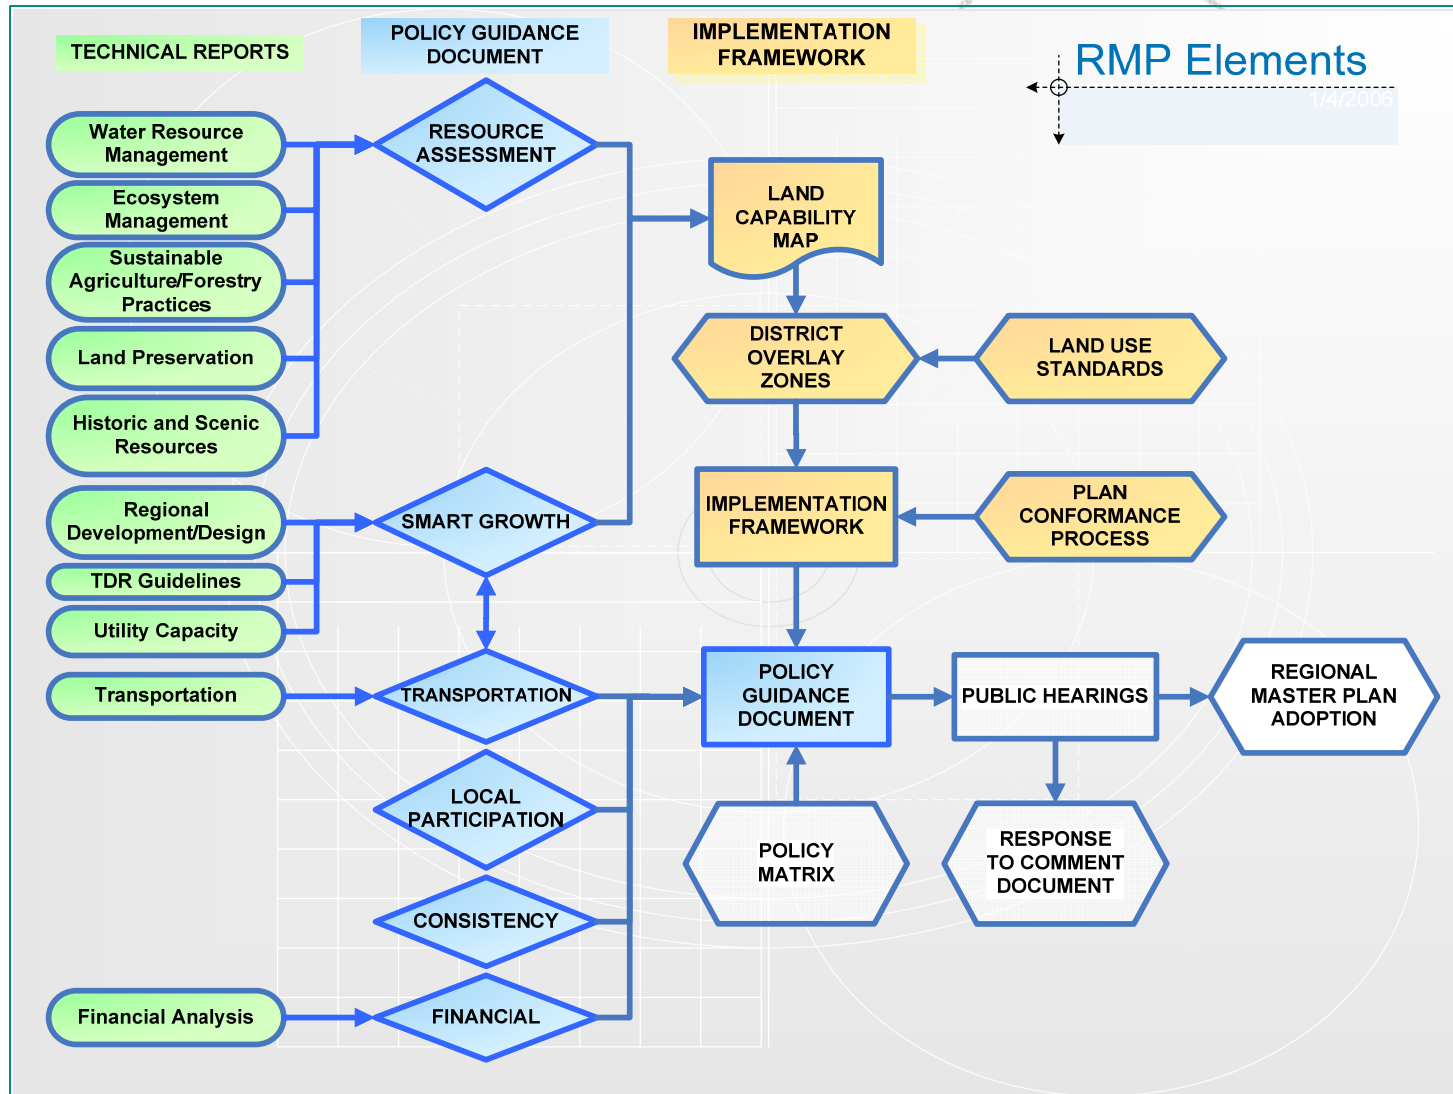 TECHNICAL REPORTS
POLICY GUIDANCE
DOCUMENT
IMPLEMENTATION
FRAMEWORK
RMP Elements
1/4/2006
Water Resource
Management
Ecosystem
Management
Sustainable
Agriculture/Forestry
Practices
Land Preservation
Historic and Scenic
Resources
Regional
Development/Design
TDR Guidelines
Utility Capacity
Transportation
Financial Analysis
RESOURCE
ASSESSMENT
SMART GROWTH
TRANSPORTATION
LOCAL
PARTICIPATION
CONSISTENCY
FINANCIAL
LAND
CAPABILITY
MAP
DISTRICT
OVERLAY
ZONES
LAND USE
STANDARDS
IMPLEMENTATION
FRAMEWORK
PLAN
CONFORMANCE
PROCESS
POLICY
GUIDANCE
DOCUMENT
PUBLIC HEARINGS
REGIONAL
MASTER PLAN
ADOPTION
POLICY
MATRIX
RESPONSE
TO COMMENT
DOCUMENT